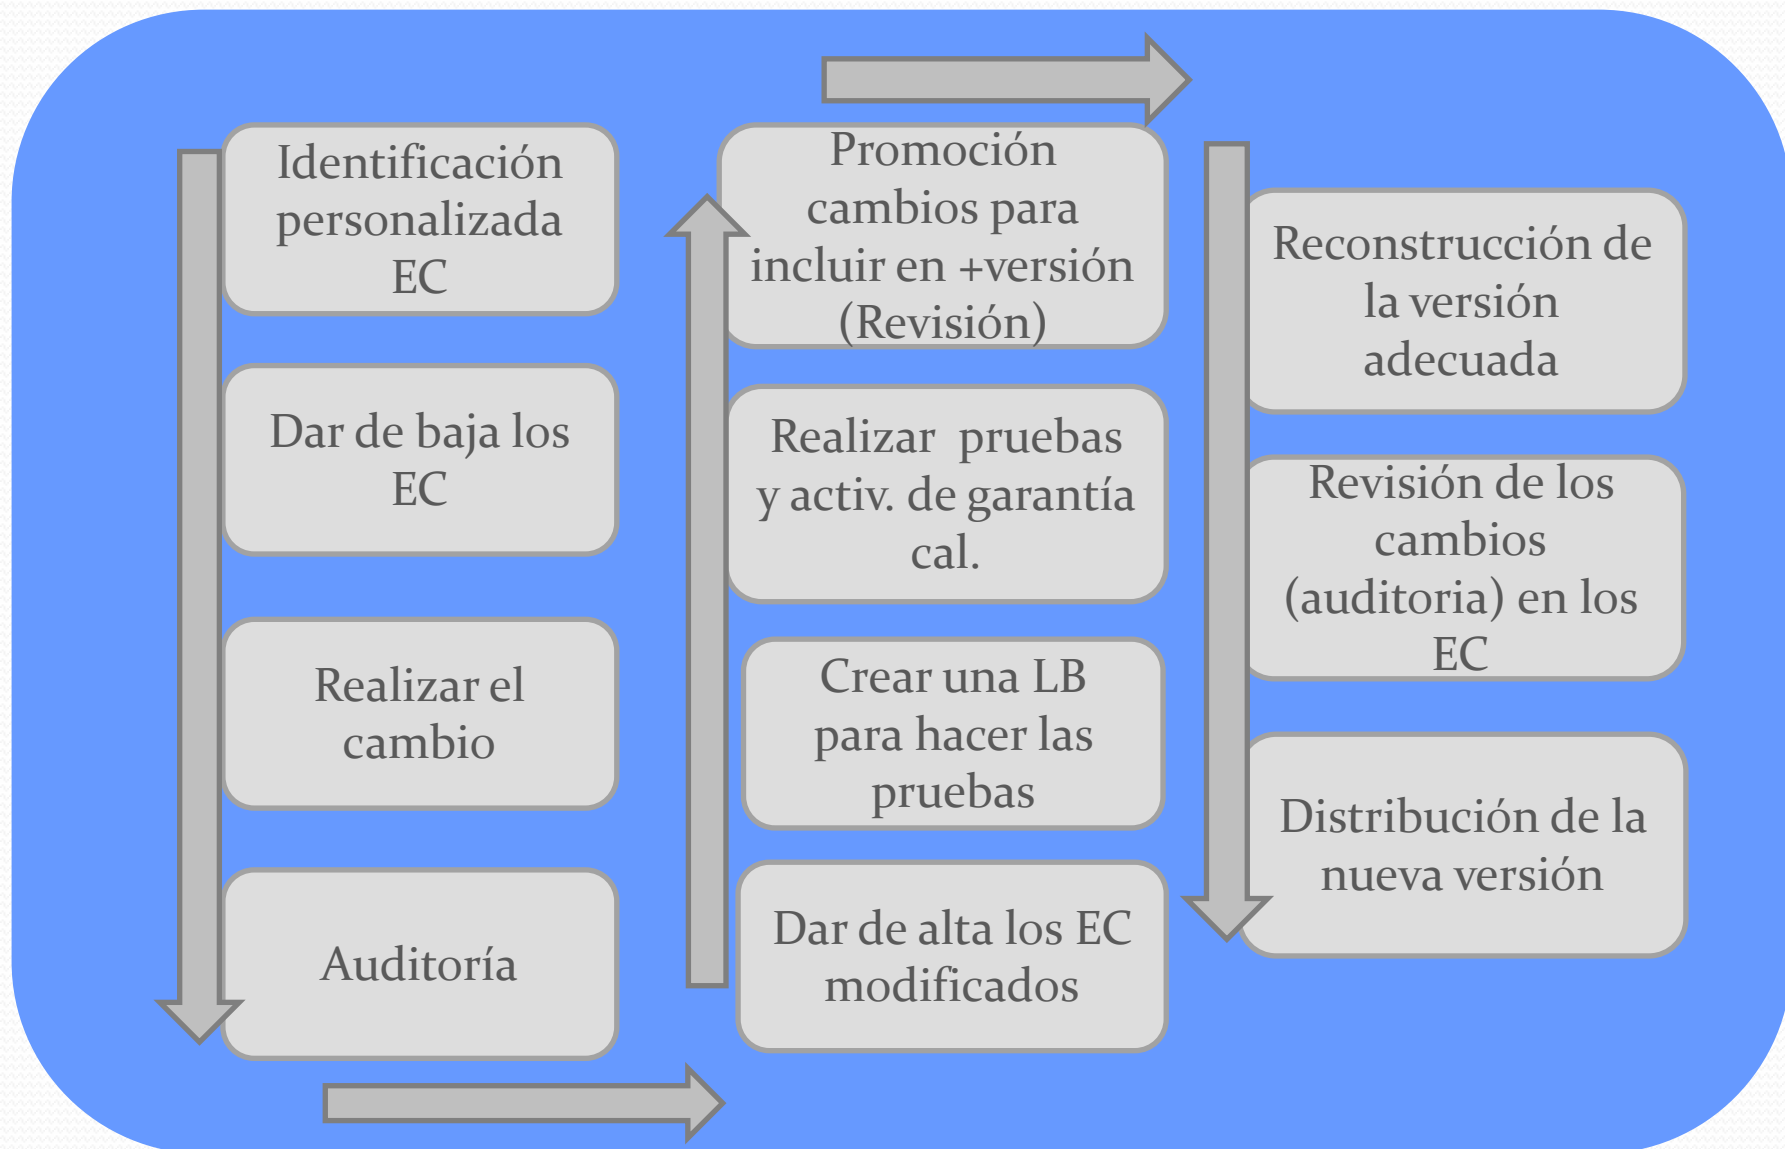 Identificación
personalizada
EC
Dar de baja los
EC
Realizar el
cambio
Auditoría
Promoción
cambios para
incluir en +versión
(Revisión)
Realizar  pruebas
y activ. de garantía
cal.
Crear una LB
para hacer las
pruebas
Dar de alta los EC
modificados
Reconstrucción de
la versión
adecuada
Revisión de los
cambios
(auditoria) en los
EC
Distribución de la
nueva versión